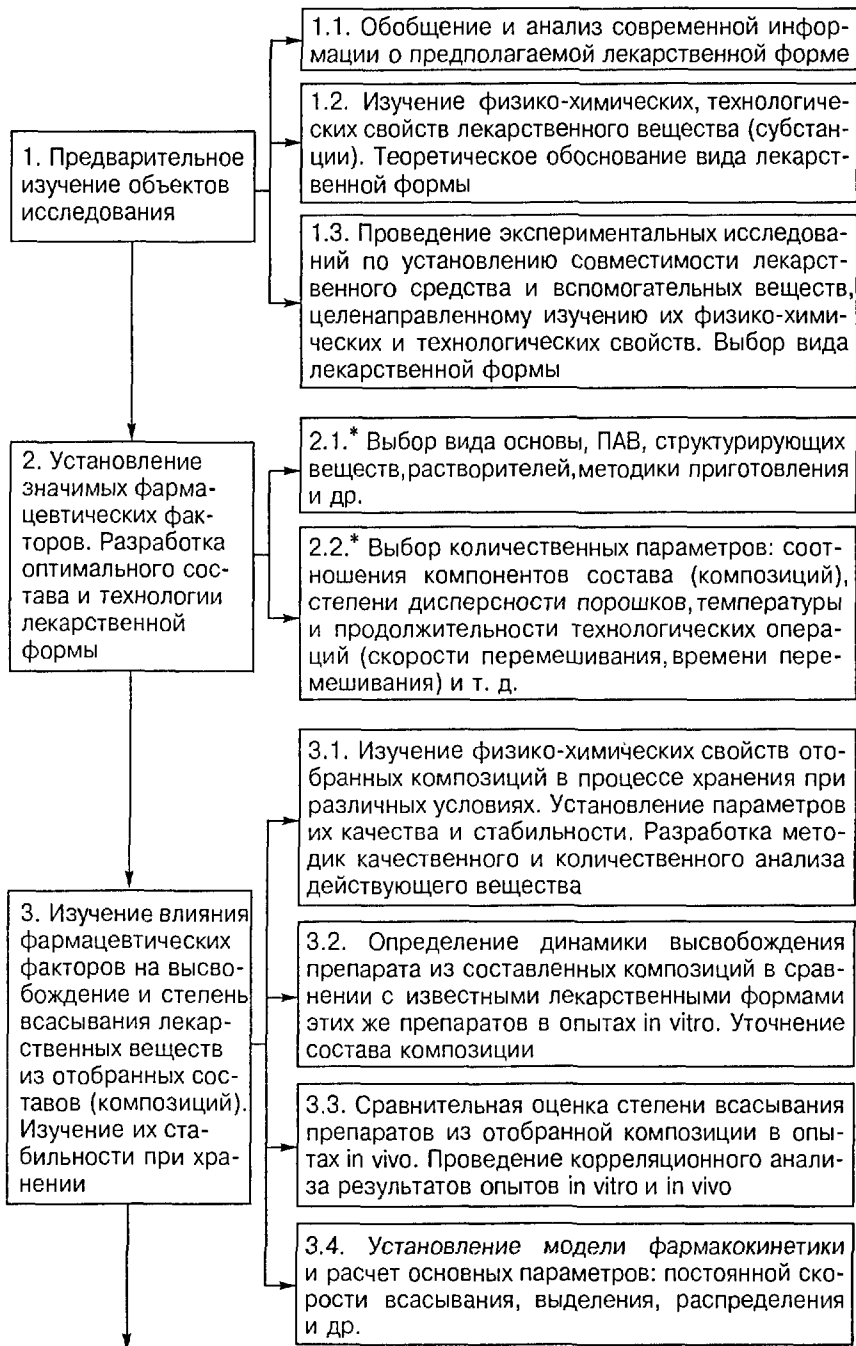 1. Предварительное
изучение объектов
исследования
1.1. Обобщение и анализ современной инфор-
мации о предполагаемой лекарственной форме
1.2. Изучение физико-химических, технологиче-
ских свойств лекарственного вещества (субстан-
ции). Теоретическое обоснование вида лекарст-
венной формы
1.3. Проведение экспериментальных исследова-
ний по установлению совместимости лекарст-
венного средства и вспомогательных веществ,
целенаправленному изучению их физико-хими-
ческих и технологических свойств. Выбор вида
лекарственной формы
2. Установление
значимых фарма-
цевтических фак-
торов. Разработка
оптимального сос-
тава и технологии
лекарственной
формы
2.1.* Выбор вида основы, ПАВ, структурирующих
веществ, растворителей, методики приготовления
и др.
2.2.* Выбор количественных параметров: соот-
ношения компонентов состава (композиций),
степени дисперсности порошков, температуры
и продолжительности технологических опера-
ций (скорости перемешивания, времени пере-
мешивания) и т. д.
3. Изучение влияния
фармацевтических
факторов на высво-
бождение и степень
всасывания лекар-
ственных веществ
из отобранных сос-
тавов (композиций).
Изучение их ста-
бильности при хра-
нении
3.1. Изучение физико-химических свойств ото-
бранных композиций в процессе хранения при
различных условиях. Установление параметров
их качества и стабильности. Разработка мето-
дик качественного и количественного анализа
действующего вещества
3.2. Определение динамики высвобождения
препарата из составленных композиций в срав-
нении с известными лекарственными формами
этих же препаратов в опытах in vitro. Уточнение
состава композиции
3.3. Сравнительная оценка степени всасывания
препаратов из отобранной композиции в опы-
тах in vivo. Проведение корреляционного анали-
за результатов опытов in vitro и in vivo
3.4. Установление модели фармакокинетики
и расчет основных параметров: постоянной ско-
рости всасывания, выделения, распределения
и др.